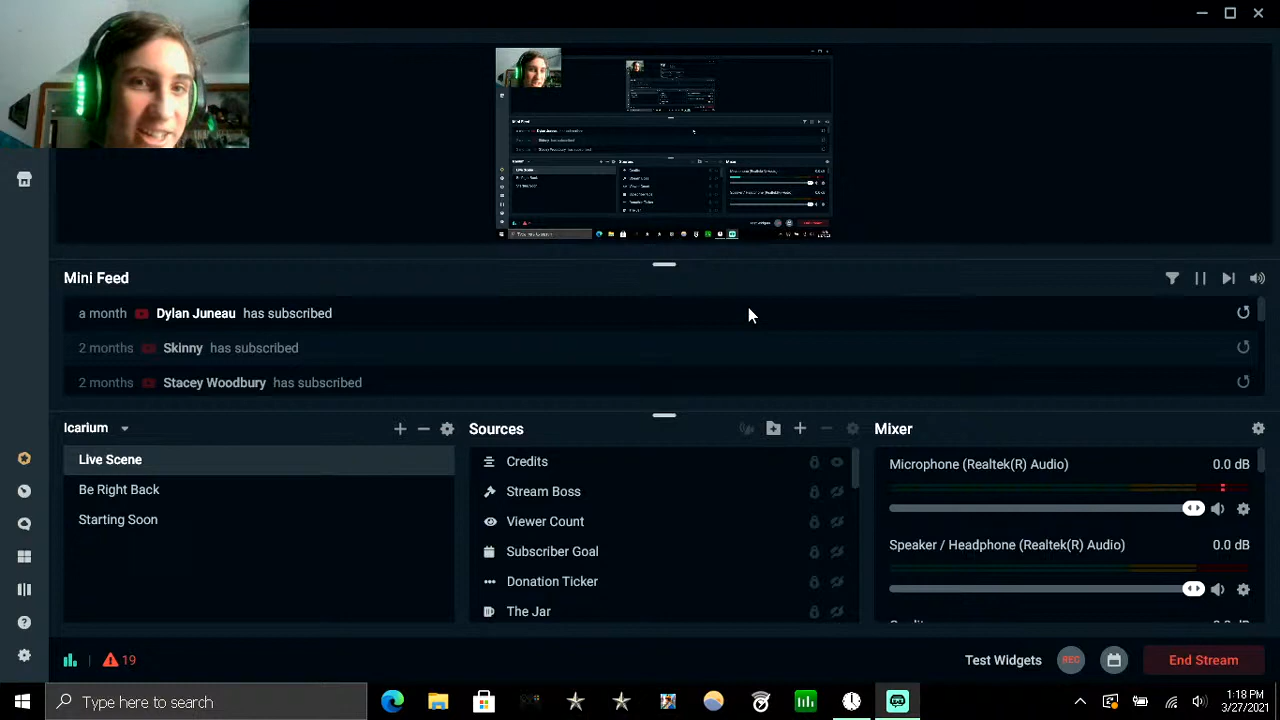 Mini Feed
a month Dylan Juneau has subscribed
2 months Skinny has subscribed
2 months Stacey Woodbury has subscribed
Icarium
Live Scene
Be Right Back
Starting Soon
Sources
Credits
Stream Boss
Viewer Count
Subscriber Goal
Donation Ticker
The Jar
Mixer
Microphone (Realtek(R) Audio) 0.0 dB
Speaker / Headphone (Realtek(R) Audio) 0.0 dB
19
Test Widgets REC End Stream
Type here to search
1:18 PM
3/27/2021